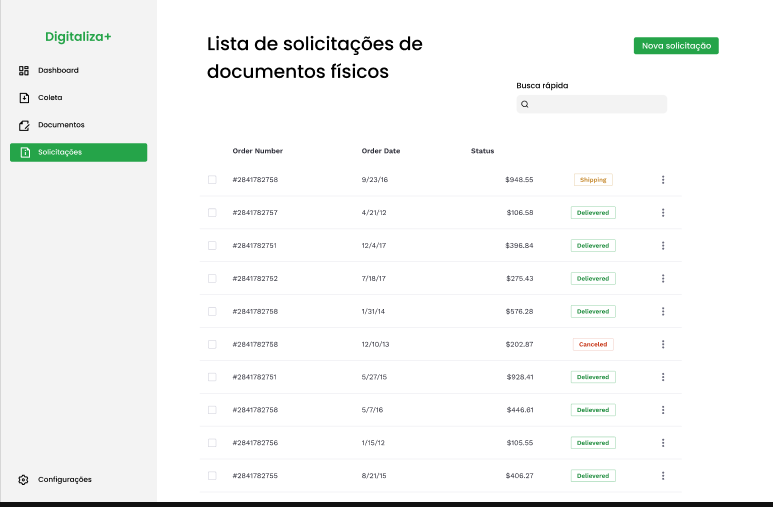 Digitaliza+
Dashboard
Coleta
Documentos
Solicitações
Configurações
Lista de solicitações de
documentos físicos
Nova solicitação
Busca rápida
Order Number Order Date Status
#2841782758 9/23/16 $948.55 Shipping
#2841782757 4/21/12 $106.58 Delievered
#2841782751 12/4/17 $396.84 Delievered
#2841782752 7/18/17 $275.43 Delievered
#2841782758 1/31/14 $576.28 Delievered
#2841782758 12/10/13 $202.87 Canceled
#2841782751 5/27/15 $928.41 Delievered
#2841782758 5/7/16 $446.61 Delievered
#2841782756 1/15/12 $105.55 Delievered
#2841782755 8/21/15 $406.27 Delievered